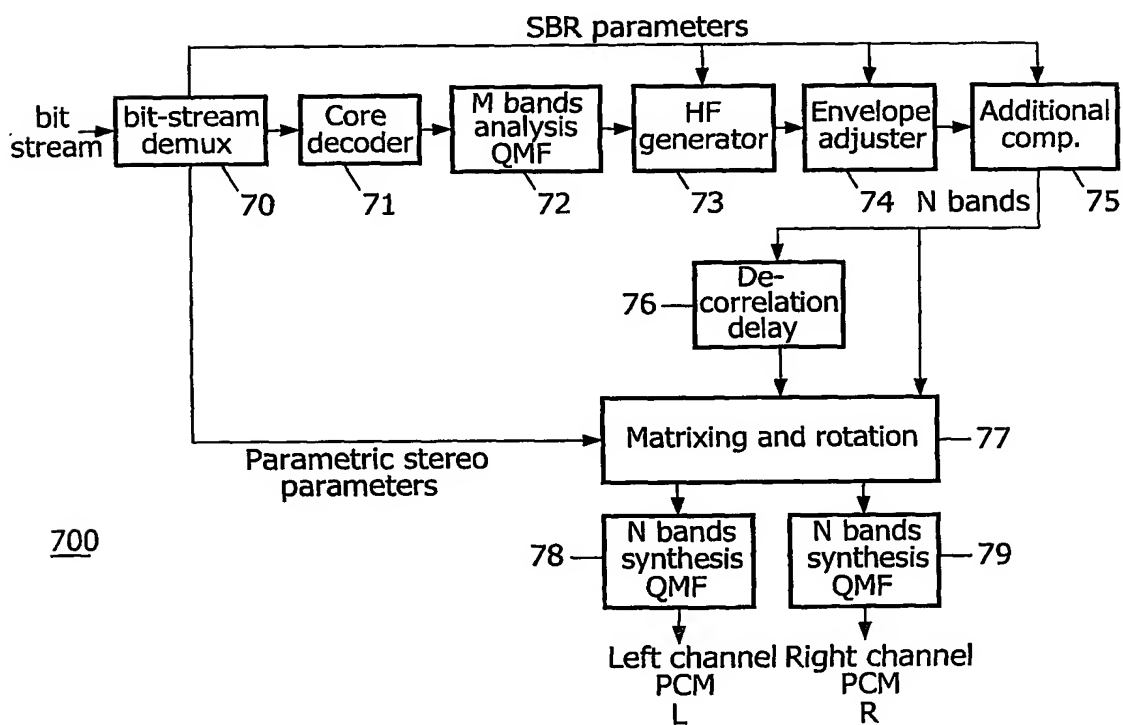 SBR parameters
bit
stream
bit-stream
demux
Core
decoder
M bands
analysis
QMF
HF
generator
Envelope
adjuster
Additional
comp.
70
71
72
73
74
N bands
75
De-
correlation
delay
76
Matrixing and rotation
77
Parametric stereo
parameters
700
N bands
synthesis
QMF
78
N bands
synthesis
QMF
79
Left channel
PCM
L
Right channel
PCM
R